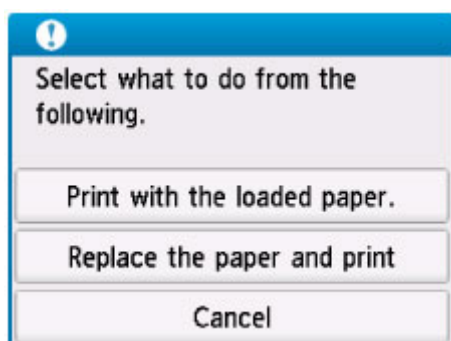 Select what to do from the
following.
Print with the loaded paper.
Replace the paper and print
Cancel